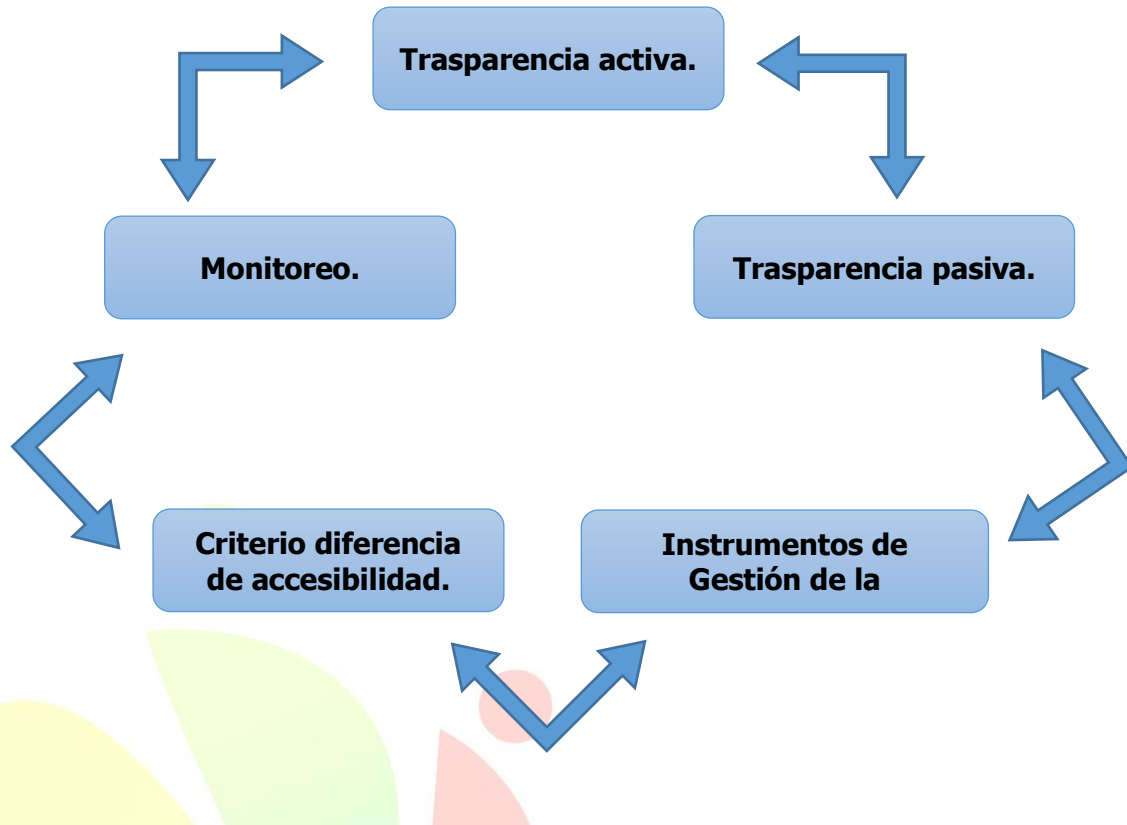 Trasparencia activa.
Monitoreo.
Trasparencia pasiva.
Criterio diferencia
de accesibilidad.
Instrumentos de
Gestión de la